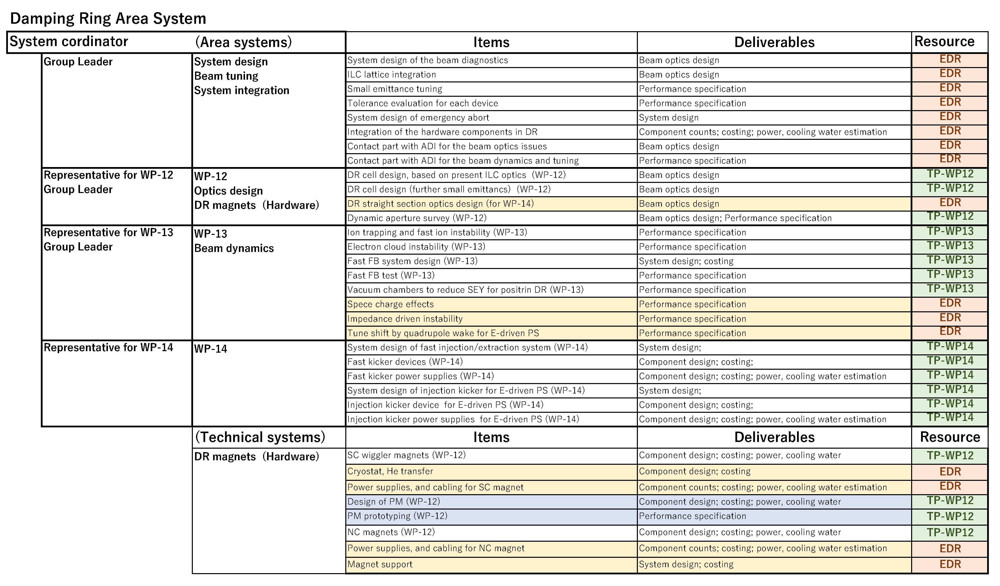 Damping Ring Area System
System cordinator (Area systems) Items Deliverables Resource
Group Leader System design System design of the beam diagnostics Beam optics design EDR
Beam tuning ILC lattice integration Beam optics design EDR
System integration Small emittance tuning Performance specification EDR
Tolerance evaluation for each device Performance specification EDR
System design of emergency abort System design EDR
Integration of the hardware components in DR Component counts; costing; power, cooling water estimation EDR
Contact part with ADI for the beam optics issues Beam optics design EDR
Contact part with ADI for the beam dynamics and tuning Performance specification EDR
Representative for WP-12 WP-12 DR cell design, based on present ILC optics (WP-12) Beam optics design TP-WP12
Group Leader Optics design DR cell design (further small emittancs) (WP-12) Beam optics design TP-WP12
DR magnets (Hardware) DR straight section optics design (for WP-14) Beam optics design EDR
Dynamic aperture survey (WP-12) Beam optics design; Performance specification TP-WP12
Representative for WP-13 WP-13 Ion trapping and fast ion instability (WP-13) Performance specification TP-WP13
Group Leader Beam dynamics Electron cloud instability (WP-13) Performance specification TP-WP13
Fast FB system design (WP-13) System design; costing TP-WP13
Fast FB test (WP-13) Performance specification TP-WP13
Vacuum chambers to reduce SEY for positrin DR (WP-13) Performance specification TP-WP13
Spece charge effects Performance specification EDR
Impedance driven instability Performance specification EDR
Tune shift by quadrupole wake for E-driven PS Performance specification EDR
Representative for WP-14 WP-14 System design of fast injection/extraction system (WP-14) System design; TP-WP14
Fast kicker devices (WP-14) Component design; costing; TP-WP14
Fast kicker power supplies (WP-14) Component design; costing; power, cooling water estimation TP-WP14
System design of injection kicker for E-driven PS (WP-14) System design; TP-WP14
Injection kicker device for E-driven PS (WP-14) Component design; costing; TP-WP14
Injection kicker power supplies for E-driven PS (WP-14) Component design; costing; power, cooling water estimation TP-WP14
(Technical systems) Items Deliverables Resource
DR magnets (Hardware) SC wiggler magnets (WP-12) Component design; costing; power, cooling water TP-WP12
Cryostat, He transfer Component design; costing EDR
Power supplies, and cabling for SC magnet Component counts; costing; power, cooling water estimation EDR
Design of PM (WP-12) Component design; costing; power, cooling water TP-WP12
PM prototyping (WP-12) Performance specification TP-WP12
NC magnets (WP-12) Component design; costing; power, cooling water TP-WP12
Power supplies, and cabling for NC magnet Component counts; costing; power, cooling water estimation EDR
Magnet support System design; costing EDR